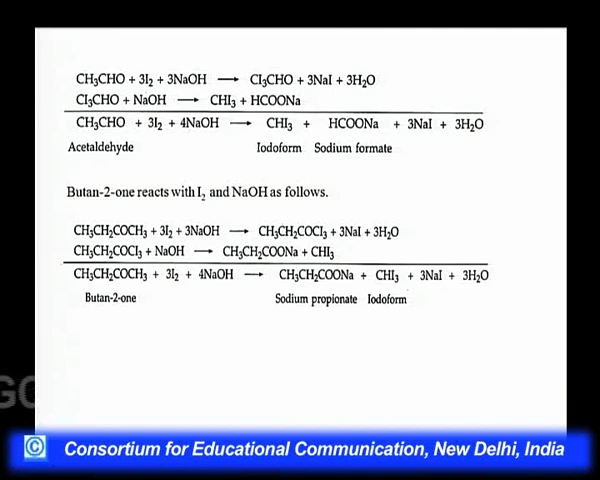 CH₃CHO + 3I₂ + 3NaOH ⟶ CI₃CHO + 3NaI + 3H₂O
CI₃CHO + NaOH ⟶ CHI₃ + HCOONa
CH₃CHO + 3I₂ + 4NaOH ⟶ CHI₃ + HCOONa + 3NaI + 3H₂O
Acetaldehyde Iodoform Sodium formate
Butan-2-one reacts with I₂ and NaOH as follows.
CH₃CH₂COCH₃ + 3I₂ + 3NaOH ⟶ CH₃CH₂COCI₃ + 3NaI + 3H₂O
CH₃CH₂COCI₃ + NaOH ⟶ CH₃CH₂COONa + CHI₃
CH₃CH₂COCH₃ + 3I₂ + 4NaOH ⟶ CH₃CH₂COONa + CHI₃ + 3NaI + 3H₂O
Butan-2-one Sodium propionate Iodoform
GC
© Consortium for Educational Communication, New Delhi, India